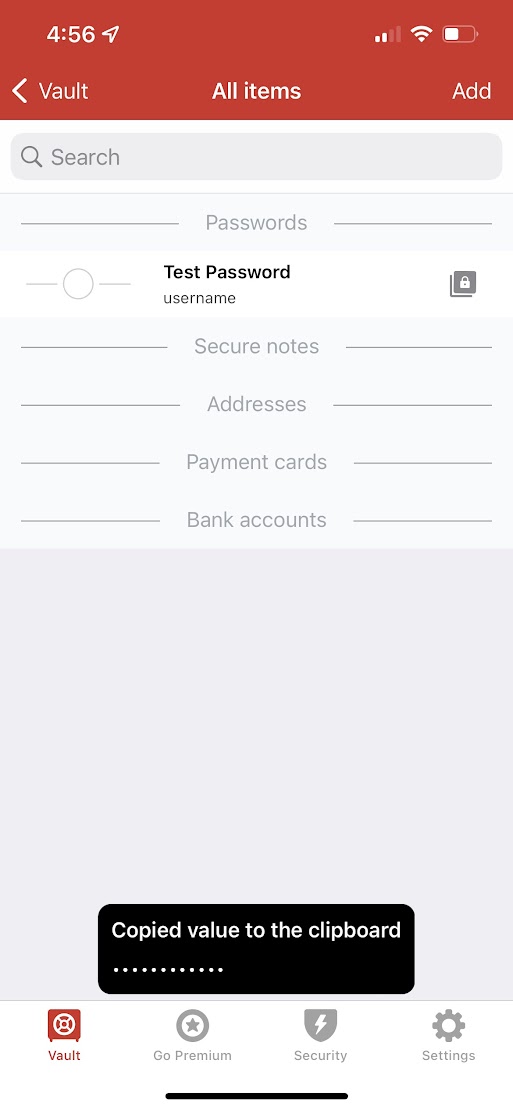 4:56
Vault
All items
Add
Search
Passwords
Test Password
username
Secure notes
Addresses
Payment cards
Bank accounts
Copied value to the clipboard
............
Vault
Go Premium
Security
Settings